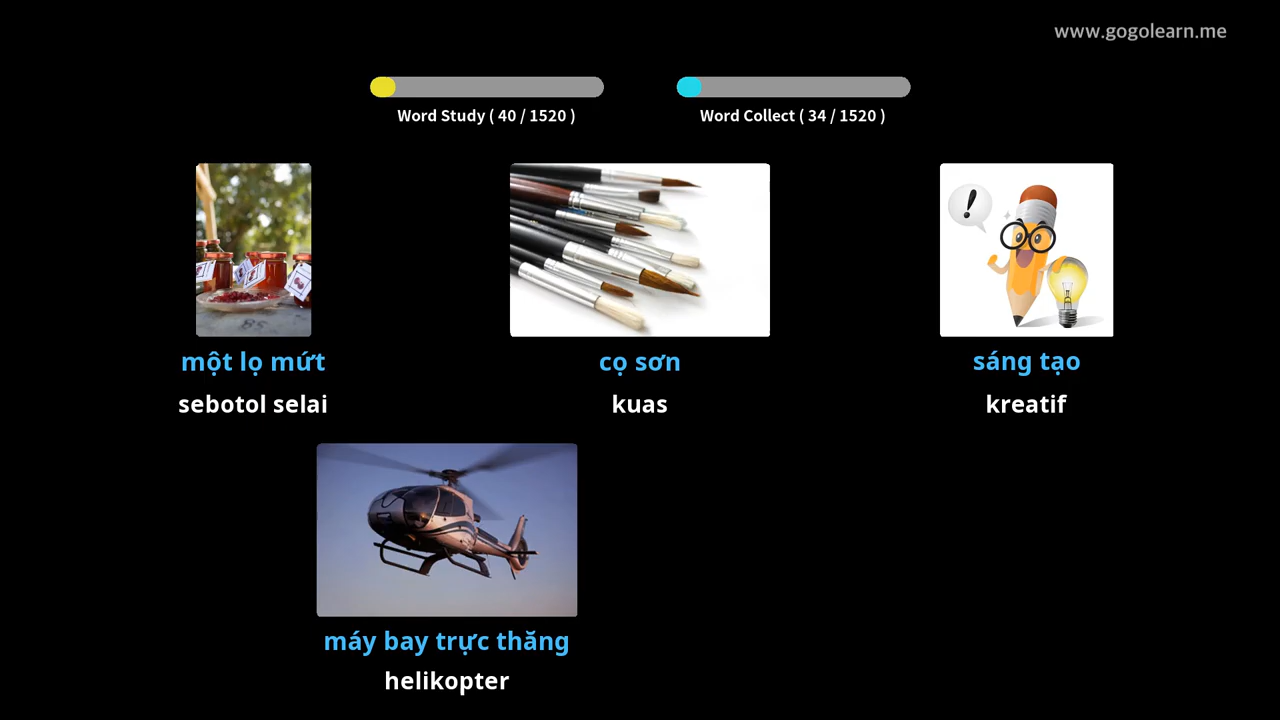 www.gogolearn.me
Word Study ( 40 / 1520 )
Word Collect ( 34 / 1520 )
một lọ mứt
cọ sơn
sáng tạo
sebotol selai
kuas
kreatif
máy bay trực thăng
helikopter